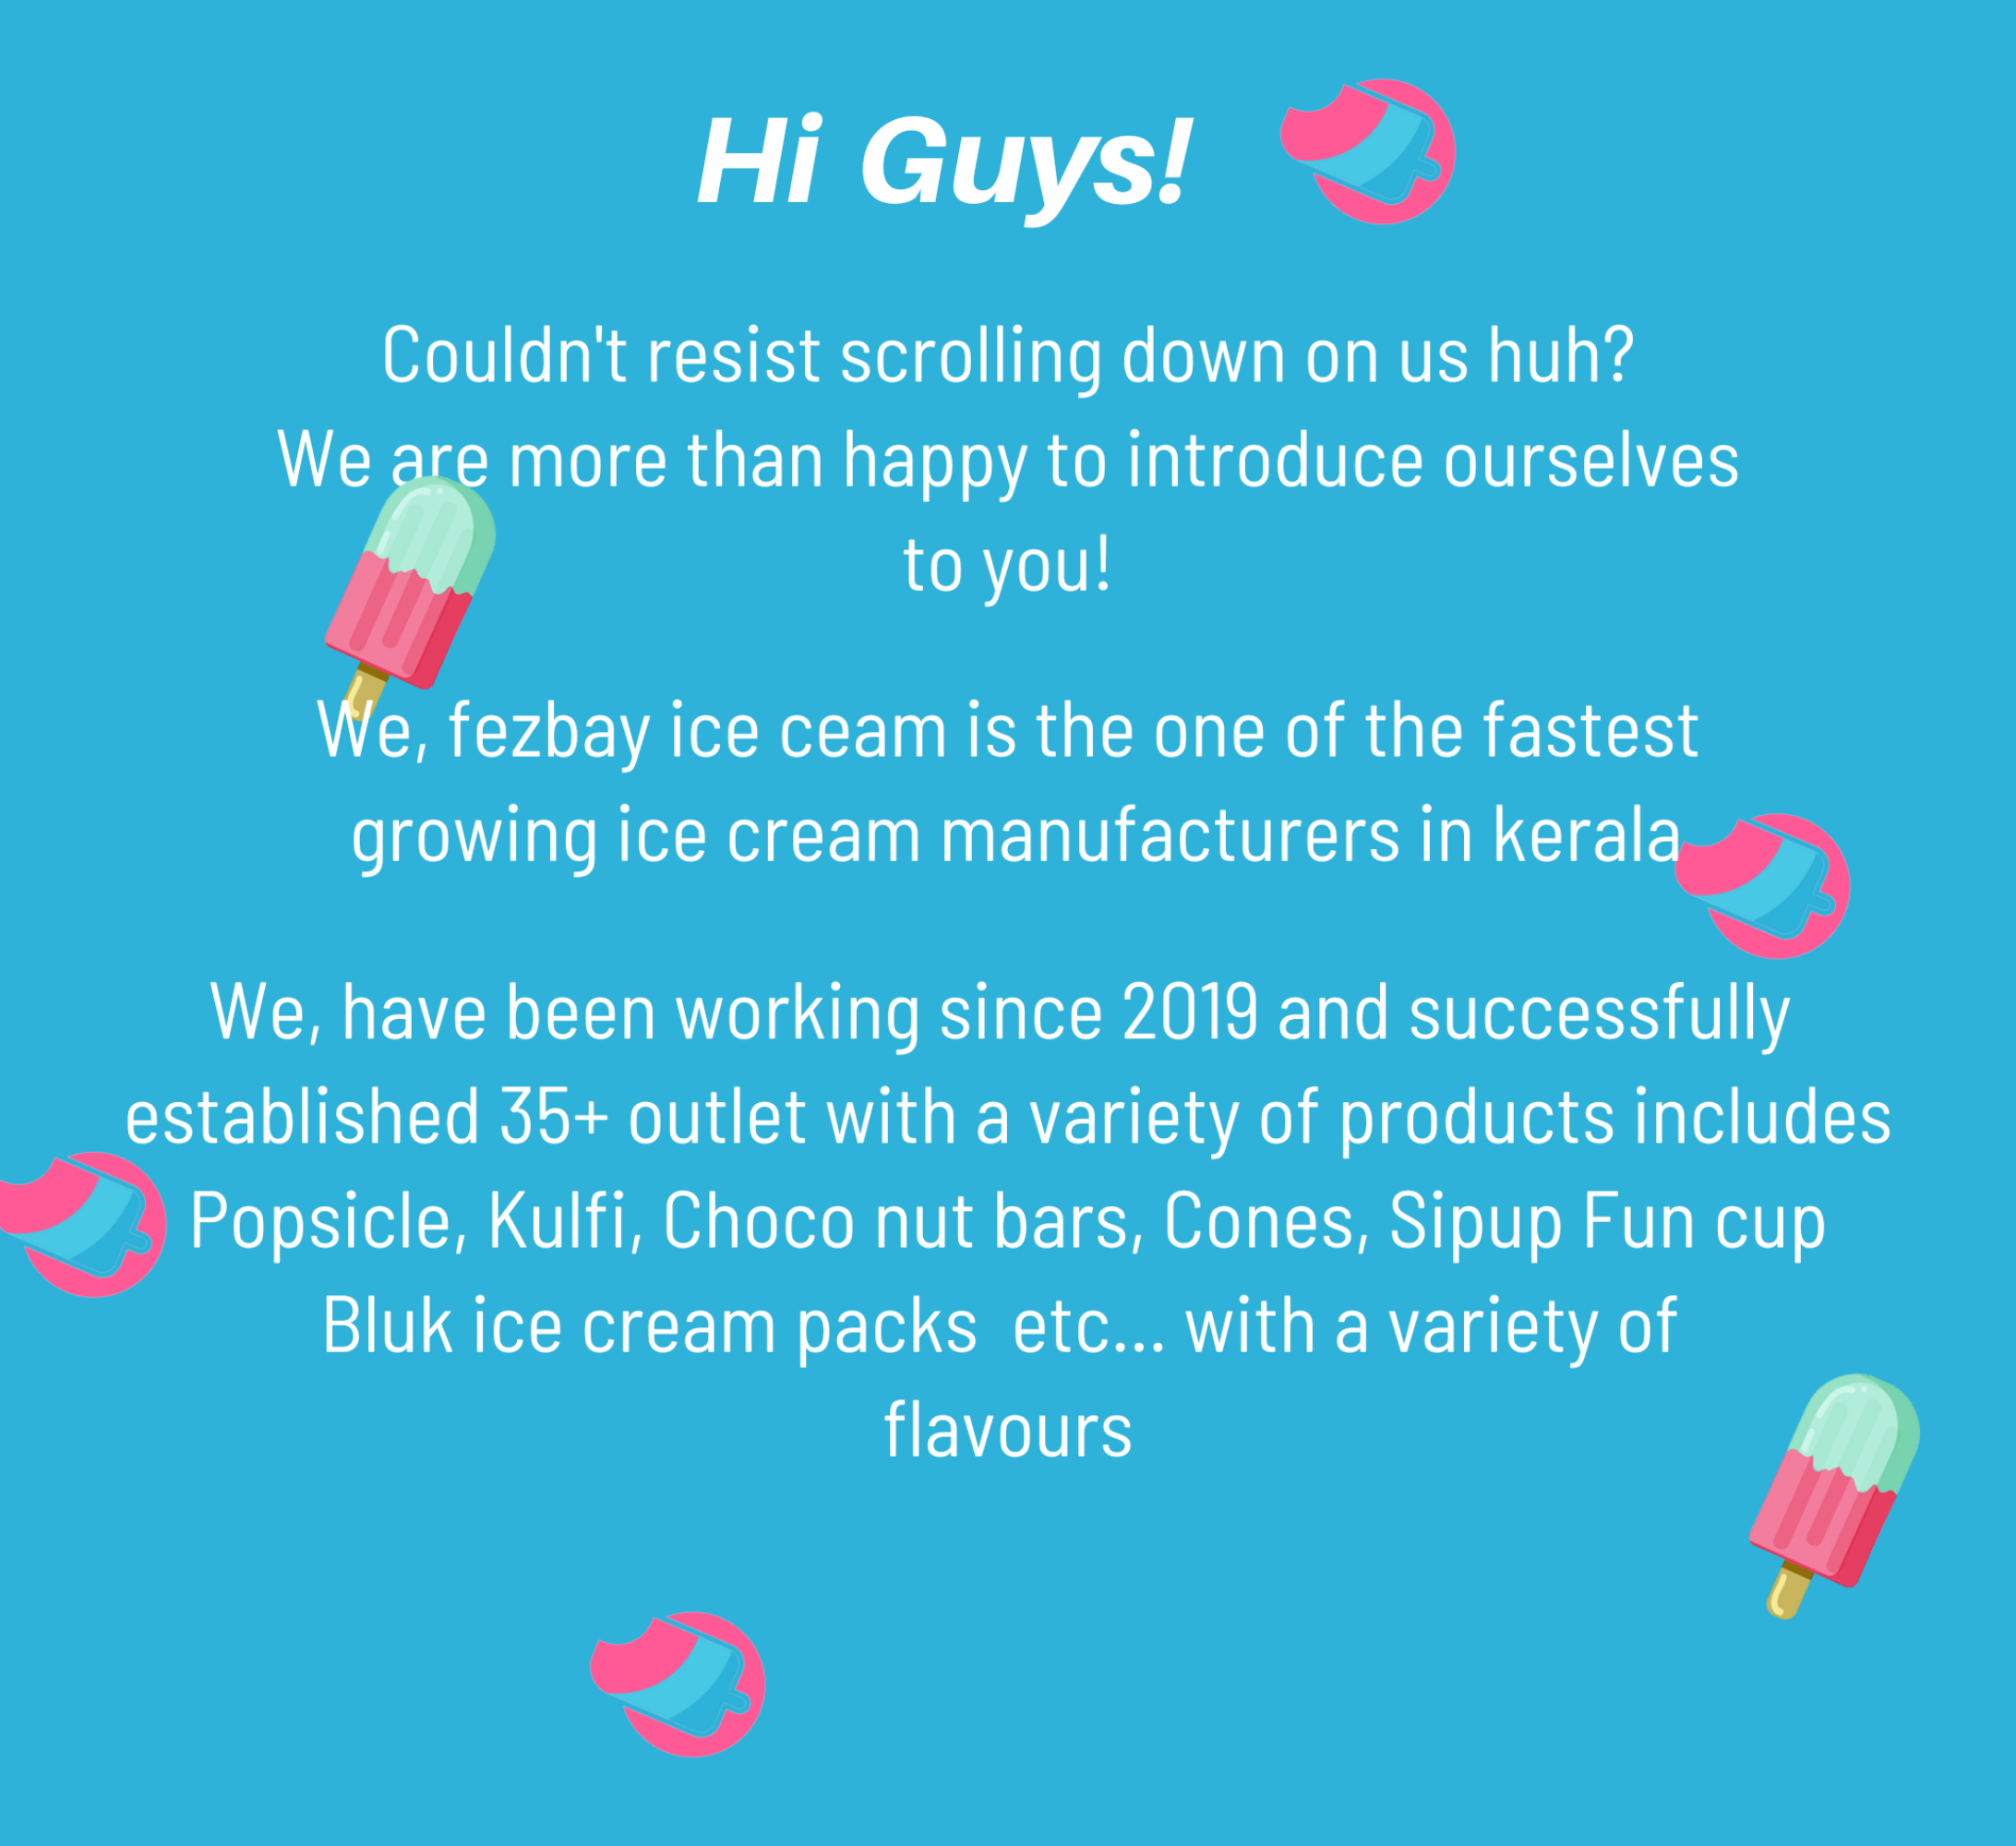 Hi Guys!
Couldn't resist scrolling down on us huh?
We are more than happy to introduce ourselves
to you!
We, fezbay ice ceam is the one of the fastest
growing ice cream manufacturers in kerala
We, have been working since 2019 and successfully
established 35+ outlet with a variety of products includes
Popsicle, Kulfi, Choco nut bars, Cones, Sipup Fun cup
Bluk ice cream packs  etc... with a variety of
flavours